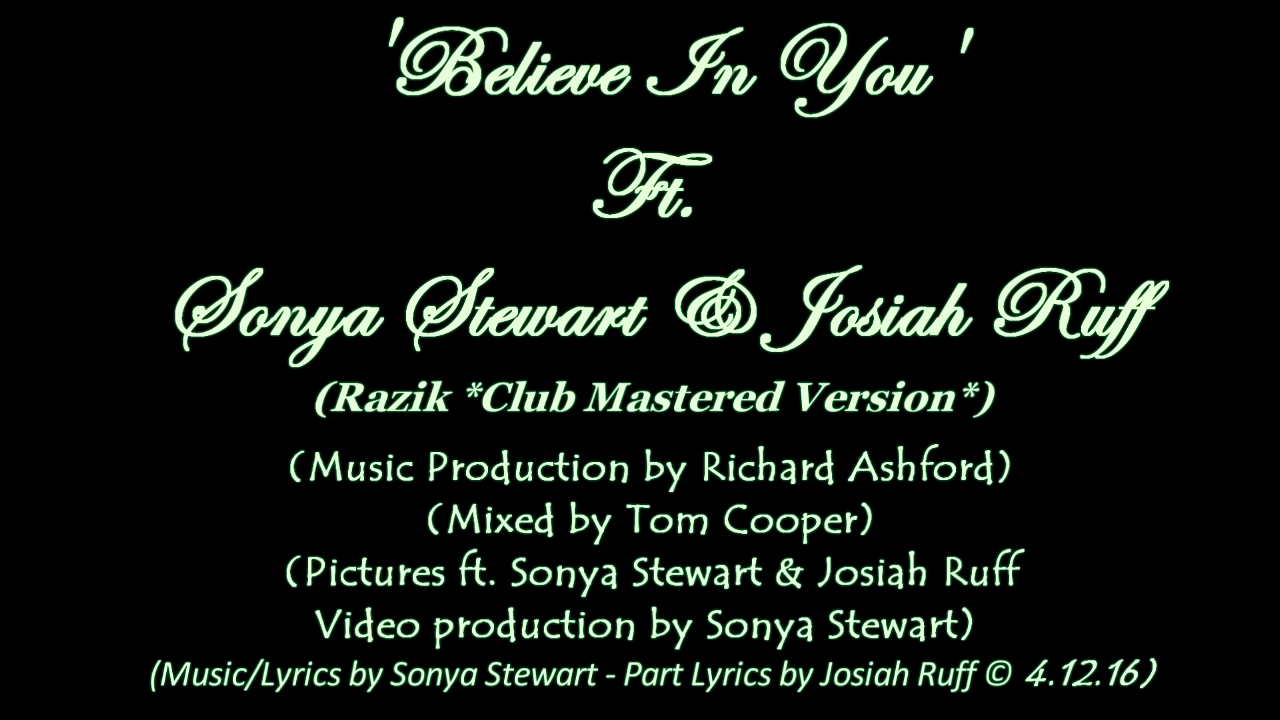 'Believe In You'
Ft.
Sonya Stewart & Josiah Ruff
(Razik *Club Mastered Version*)
(Music Production by Richard Ashford)
(Mixed by Tom Cooper)
(Pictures ft. Sonya Stewart & Josiah Ruff
Video production by Sonya Stewart)
(Music/Lyrics by Sonya Stewart - Part Lyrics by Josiah Ruff © 4.12.16)